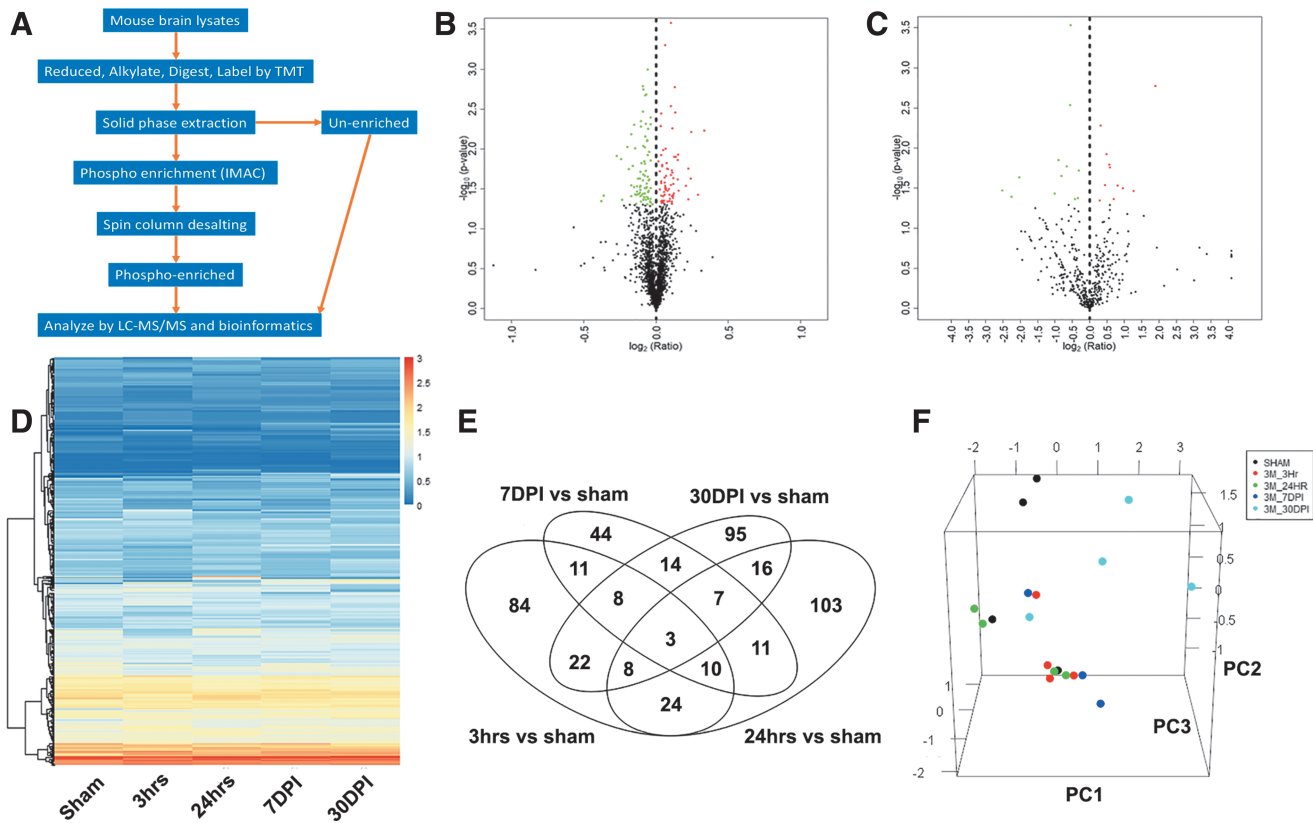 A
Mouse brain lysates
Reduced, Alkylate, Digest, Label by TMT
Solid phase extraction
Un-enriched
Phospho enrichment (IMAC)
Spin column desalting
Phospho-enriched
Analyze by LC-MS/MS and bioinformatics
B
3.5
3.0
2.5
2.0
1.5
1.0
0.5
0.0
-log10 (p-value)
-1.0
-0.5
0.0
0.5
1.0
log2 (Ratio)
C
3.5
3.0
2.5
2.0
1.5
1.0
0.5
0.0
-log10 (p-value)
-4.0
-3.5
-3.0
-2.5
-2.0
-1.5
-1.0
-0.5
0.0
0.5
1.0
1.5
2.0
2.5
3.0
3.5
4.0
log2 (Ratio)
D
3
2.5
2
1.5
1
0.5
0
Sham
3hrs
24hrs
7DPI
30DPI
E
7DPI vs sham
30DPI vs sham
44
95
11
14
16
84
8
7
103
3
22
8
10
11
24
3hrs vs sham
24hrs vs sham
F
-2
-1
0
1
2
3
SHAM
3M_3Hr
3M_24HR
3M_7DPI
3M_30DPI
1.5
1
0.5
0
-0.5
-1
PC2
1
0
-1
-2
PC3
PC1